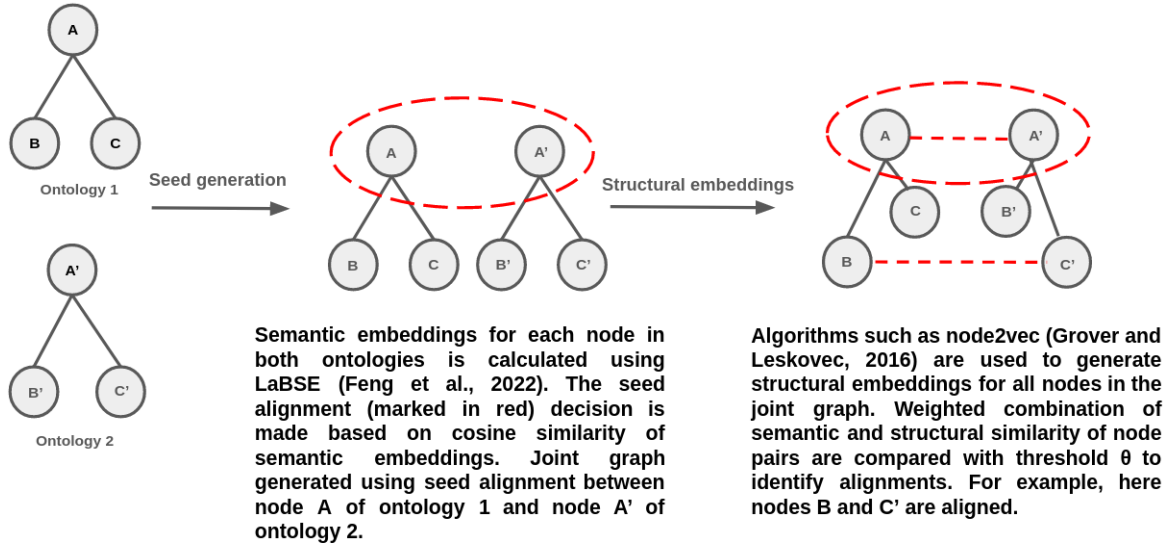 A
B
C
Ontology 1
A'
B'
C'
Ontology 2
Seed generation
A
A'
B
C
B'
C'
Semantic embeddings for each node in
both ontologies is calculated using
LaBSE (Feng et al., 2022). The seed
alignment (marked in red) decision is
made based on cosine similarity of
semantic embeddings. Joint graph
generated using seed alignment between
node A of ontology 1 and node A’ of
ontology 2.
Structural embeddings
A
A'
C
B'
B
C'
Algorithms such as node2vec (Grover and
Leskovec, 2016) are used to generate
structural embeddings for all nodes in the
joint graph. Weighted combination of
semantic and structural similarity of node
pairs are compared with threshold θ to
identify alignments. For example, here
nodes B and C’ are aligned.